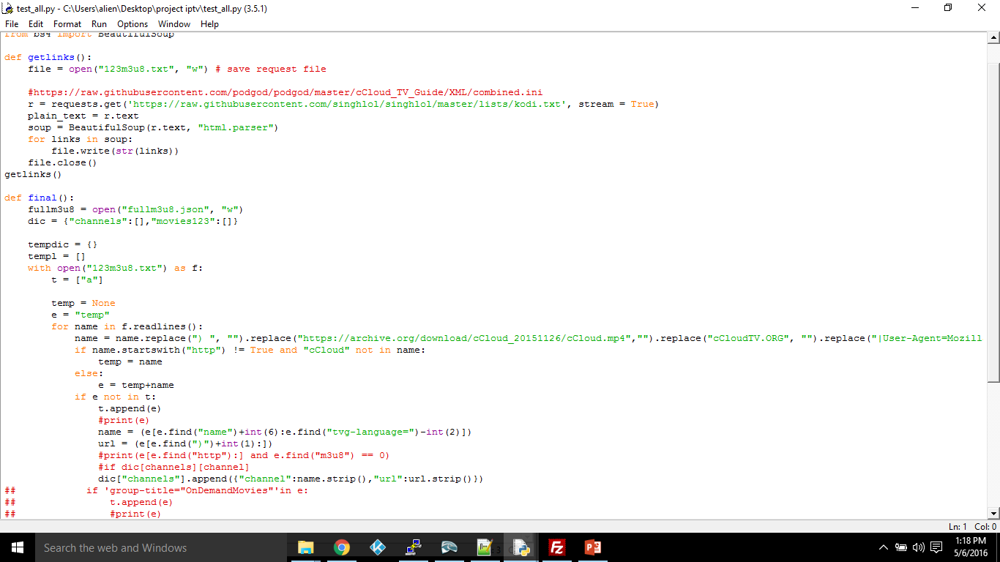 test_all.py - C:\Users\alien\Desktop\project iptv\test_all.py (3.5.1)
File Edit Format Run Options Window Help
from bs4 import BeautifulSoup
def getlinks():
    file = open("123m3u8.txt", "w") # save request file
    #https://raw.githubusercontent.com/podgod/podgod/master/cCloud_TV_Guide/XML/combined.ini
    r = requests.get('https://raw.githubusercontent.com/singhlol/singhlol/master/lists/kodi.txt', stream = True)
    plain_text = r.text
    soup = BeautifulSoup(r.text, "html.parser")
    for links in soup:
        file.write(str(links))
    file.close()
getlinks()
def final():
    fullm3u8 = open("fullm3u8.json", "w")
    dic = {"channels":[],"movies123":[]}
    tempdic = {}
    templ = []
    with open("123m3u8.txt") as f:
        t = ["a"]
        temp = None
        e = "temp"
        for name in f.readlines():
            name = name.replace(") ", "").replace("https://archive.org/download/cCloud_20151126/cCloud.mp4","").replace("cCloudTV.ORG", "").replace("|User-Agent=Mozill
            if name.startswith("http") != True and "cCloud" not in name:
                temp = name
            else:
                e = temp+name
            if e not in t:
                t.append(e)
                #print(e)
                name = (e[e.find("name")+int(6):e.find("tvg-language=")-int(2)])
                url = (e[e.find(")")+int(1):])
                #print(e[e.find("http"):] and e.find("m3u8") == 0)
                #if dic[channels][channel]
                dic["channels"].append({"channel":name.strip(),"url":url.strip()})
##            if 'group-title="OnDemandMovies"'in e:
##                t.append(e)
##                #print(e)
Ln: 1 Col: 0
Search the web and Windows
1:18 PM
5/6/2016